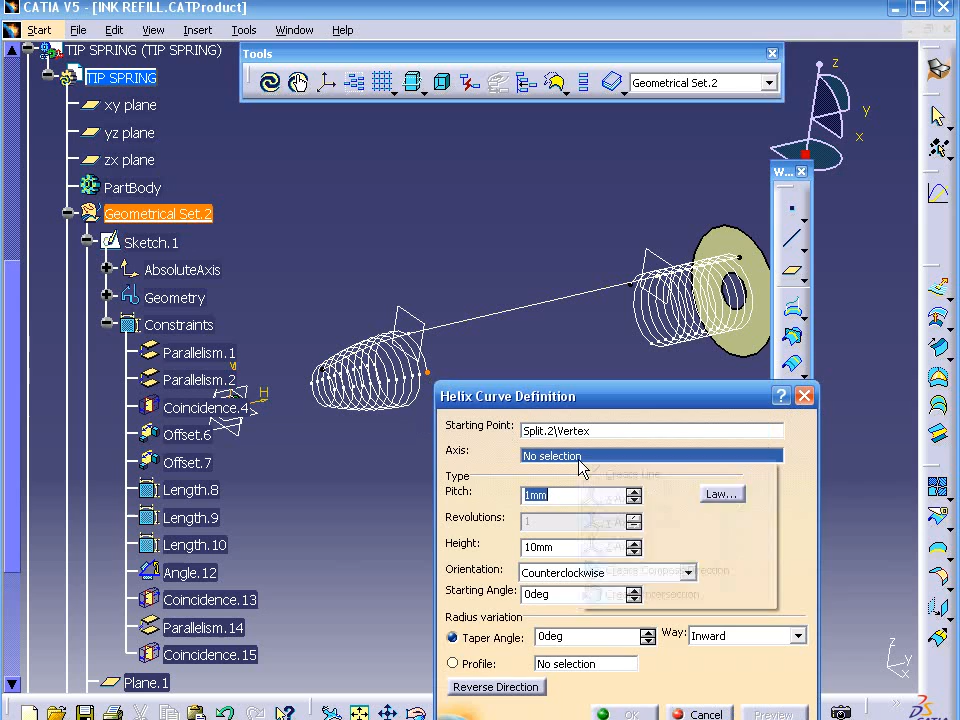 CATIA V5 - [INK REFILL.CATProduct]
Start File Edit View Insert Tools Window Help
TIP SPRING (TIP SPRING)
Tools
TIP SPRING
Geometrical Set.2
xy plane
yz plane
zx plane
PartBody
Geometrical Set.2
Sketch.1
AbsoluteAxis
Geometry
Constraints
Parallelism.1
Parallelism.2
Coincidence.4
Offset.6
Offset.7
Length.8
Length.9
Length.10
Angle.12
Coincidence.13
Parallelism.14
Coincidence.15
Plane.1
H
z
y
x
W...
Helix Curve Definition
Starting Point: Split.2\Vertex
Axis: No selection
Create Line
Type
Pitch: 1mm Law...
Revolutions: 1
Height: 10mm
Orientation: Counterclockwise
Starting Angle: 0deg
Radius variation
Taper Angle: 0deg Way: Inward
Profile: No selection
Reverse Direction
OK Cancel Preview
z
y
x